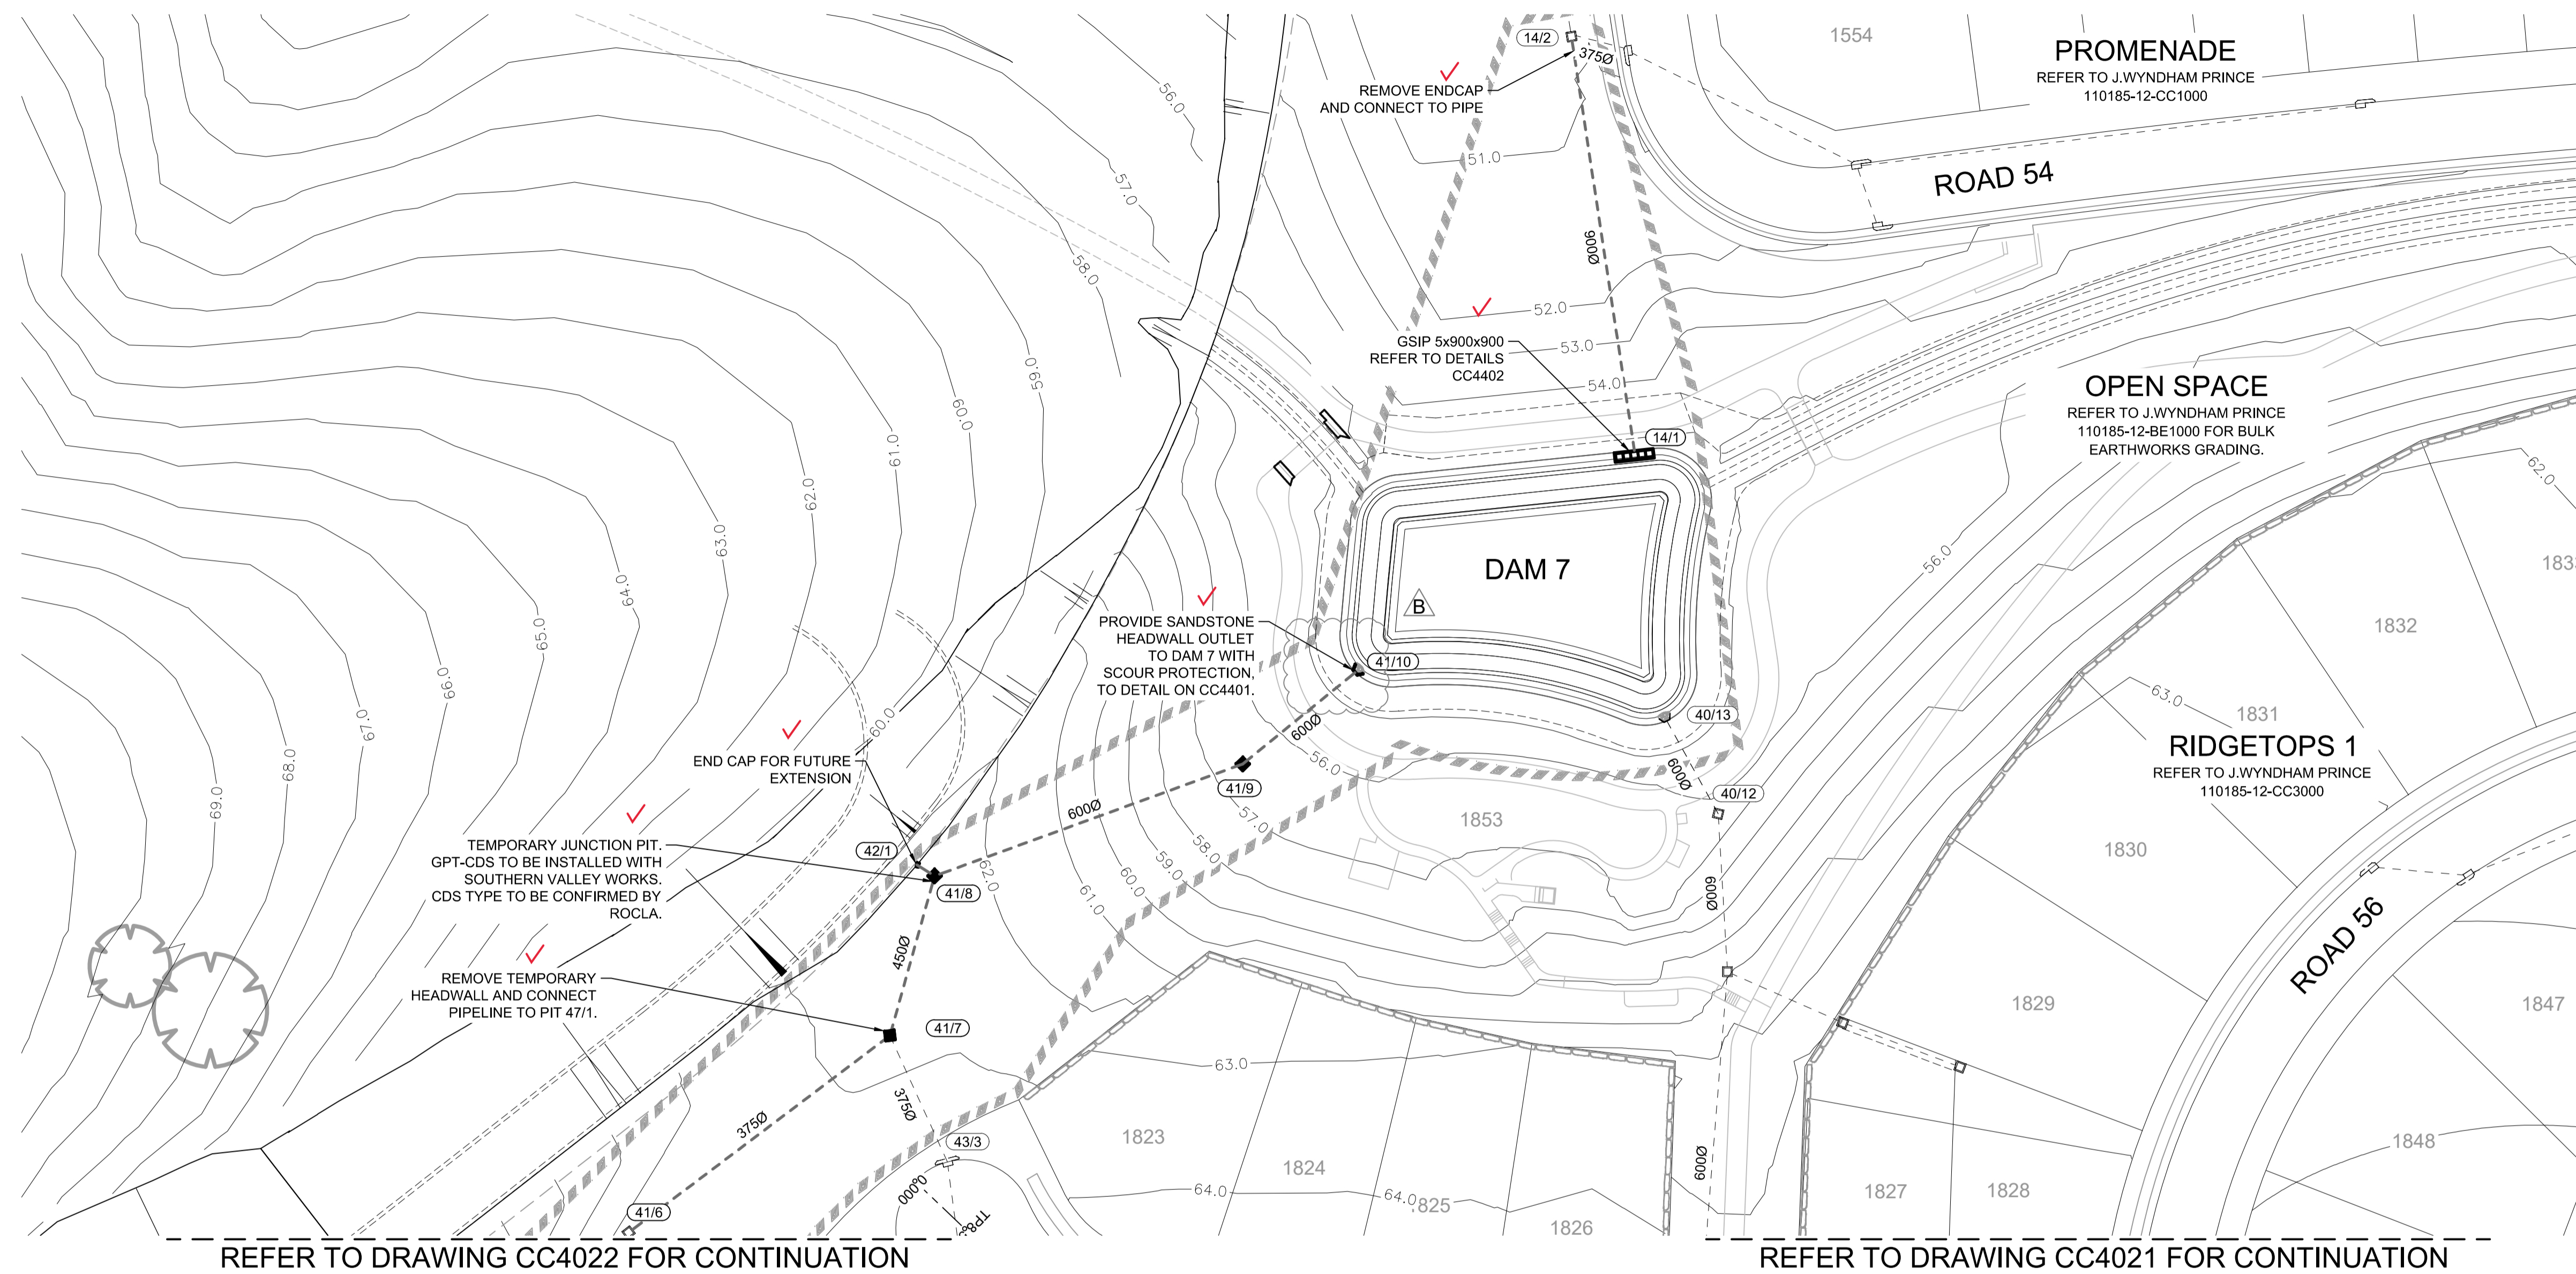 14/2
375Ø
1554
PROMENADE
REFER TO J.WYNDHAM PRINCE
110185-12-CC1000
REMOVE ENDCAP
AND CONNECT TO PIPE
56.0
51.0
57.0
ROAD 54
58.0
900Ø
52.0
GSIP 5x900x900
REFER TO DETAILS
CC4402
53.0
54.0
59.0
60.0
61.0
62.0
63.0
64.0
65.0
66.0
67.0
68.0
69.0
OPEN SPACE
REFER TO J.WYNDHAM PRINCE
110185-12-BE1000 FOR BULK
EARTHWORKS GRADING.
14/1
62.0
DAM 7
B
56.0
183
1832
PROVIDE SANDSTONE
HEADWALL OUTLET
TO DAM 7 WITH
SCOUR PROTECTION,
TO DETAIL ON CC4401.
41/10
63.0
1831
RIDGETOPS 1
REFER TO J.WYNDHAM PRINCE
110185-12-CC3000
40/13
60.0
600Ø
END CAP FOR FUTURE
EXTENSION
56.0
41/9
600Ø
40/12
600Ø
57.0
1853
58.0
59.0
60.0
61.0
62.0
1830
TEMPORARY JUNCTION PIT.
GPT-CDS TO BE INSTALLED WITH
SOUTHERN VALLEY WORKS.
CDS TYPE TO BE CONFIRMED BY
ROCLA.
42/1
41/8
600Ø
ROAD 56
450Ø
REMOVE TEMPORARY
HEADWALL AND CONNECT
PIPELINE TO PIT 47/1.
41/7
1829
1847
63.0
375Ø
375Ø
43/3
1823
1824
1848
600Ø
64.0
64.0
1825
1826
1827
1828
0.000
TP8
41/6
REFER TO DRAWING CC4022 FOR CONTINUATION
REFER TO DRAWING CC4021 FOR CONTINUATION